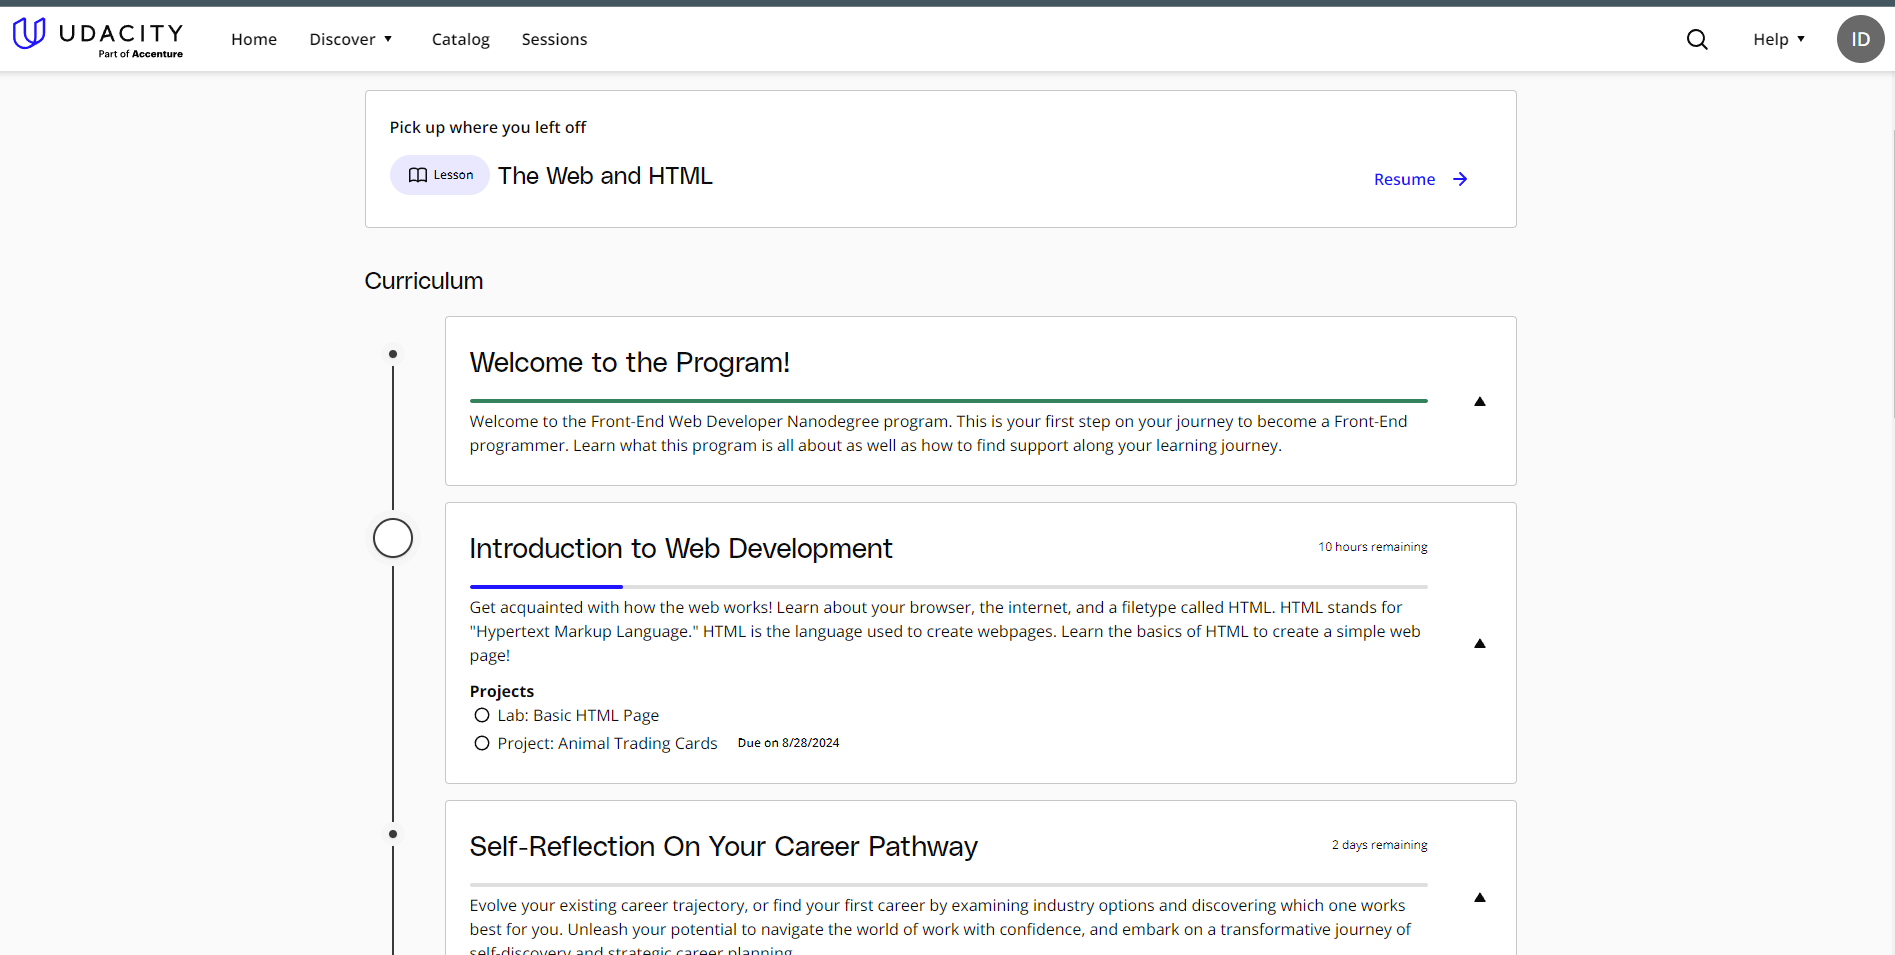 UDACITY
Part of Accenture
Home
Discover
Catalog
Sessions
Help
ID
Pick up where you left off
Lesson
The Web and HTML
Resume
Curriculum
Welcome to the Program!
Welcome to the Front-End Web Developer Nanodegree program. This is your first step on your journey to become a Front-End
programmer. Learn what this program is all about as well as how to find support along your learning journey.
Introduction to Web Development
10 hours remaining
Get acquainted with how the web works! Learn about your browser, the internet, and a filetype called HTML. HTML stands for
"Hypertext Markup Language." HTML is the language used to create webpages. Learn the basics of HTML to create a simple web
page!
Projects
Lab: Basic HTML Page
Project: Animal Trading Cards
Due on 8/28/2024
Self-Reflection On Your Career Pathway
2 days remaining
Evolve your existing career trajectory, or find your first career by examining industry options and discovering which one works
best for you. Unleash your potential to navigate the world of work with confidence, and embark on a transformative journey of
self-discovery and strategic career planning.